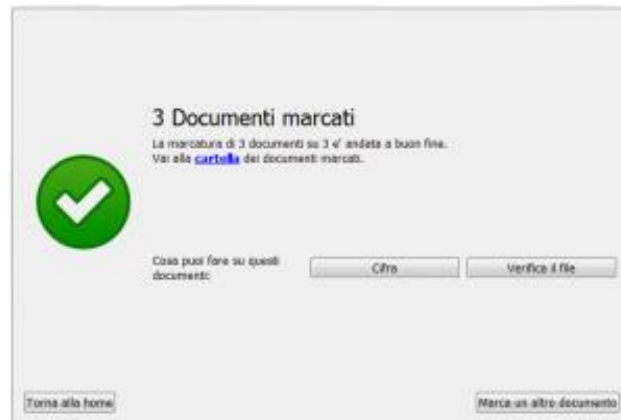 3 Documenti marcati
La marcatura di 3 documenti su 3 e' andata a buon fine.
Vai alla cartella dei documenti marcati.
Cosa puoi fare su questi
documenti:
Cifra
Verifica il file
Torna alla home
Marca un altro documento